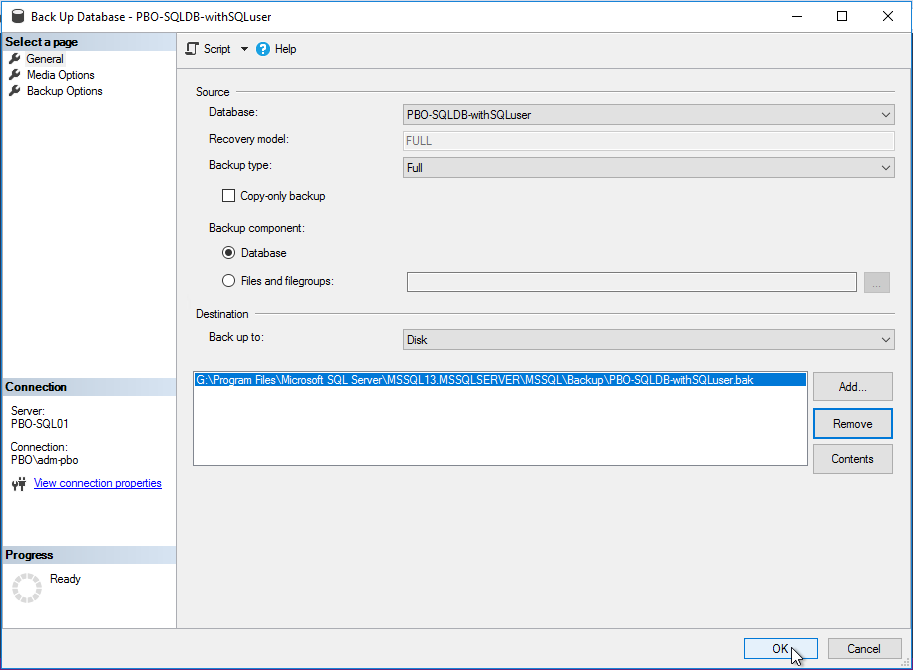 Back Up Database - PBO-SQLDB-withSQLuser
Select a page
General
Media Options
Backup Options
Script
Help
Source
Database:
PBO-SQLDB-withSQLuser
Recovery model:
FULL
Backup type:
Full
Copy-only backup
Backup component:
Database
Files and filegroups:
...
Destination
Back up to:
Disk
G:\Program Files\Microsoft SQL Server\MSSQL13.MSSQLSERVER\MSSQL\Backup\PBO-SQLDB-withSQLuser.bak
Add...
Remove
Contents
Connection
Server:
PBO-SQL01
Connection:
PBO\adm-pbo
View connection properties
Progress
Ready
OK
Cancel